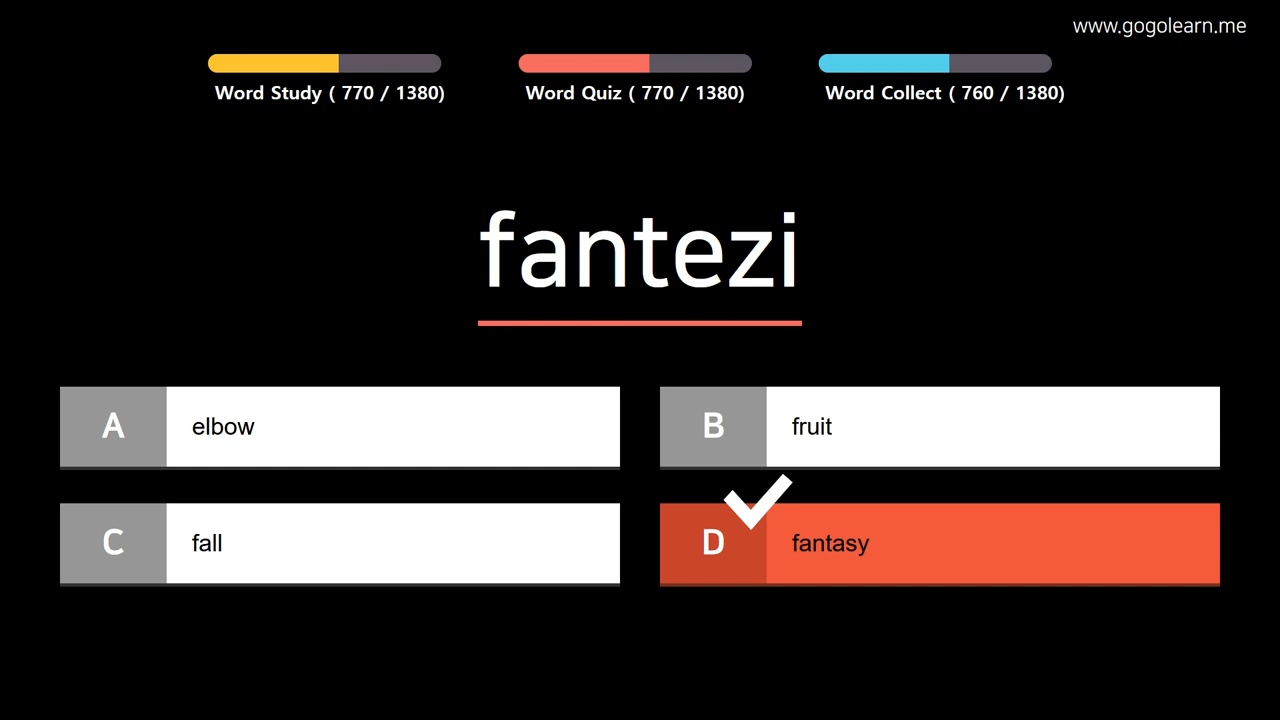 www.gogolearn.me
Word Study ( 770 / 1380)
Word Quiz ( 770 / 1380)
Word Collect ( 760 / 1380)
fantezi
A elbow
B fruit
C fall
D fantasy